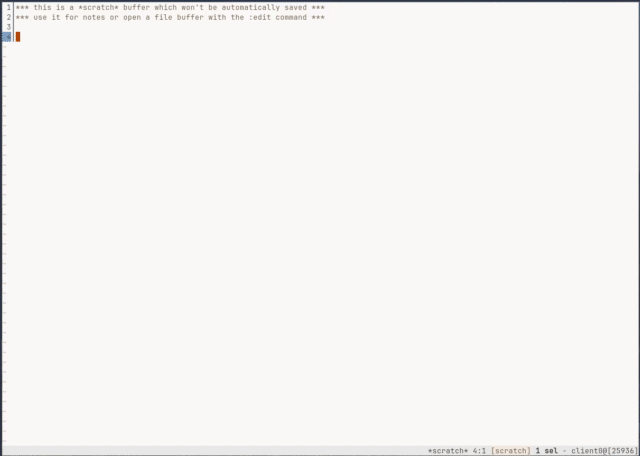 1 *** this is a *scratch* buffer which won't be automatically saved ***
2 *** use it for notes or open a file buffer with the :edit command ***
3
4
*scratch* 4:1 [scratch] 1 sel - client0@[25936]